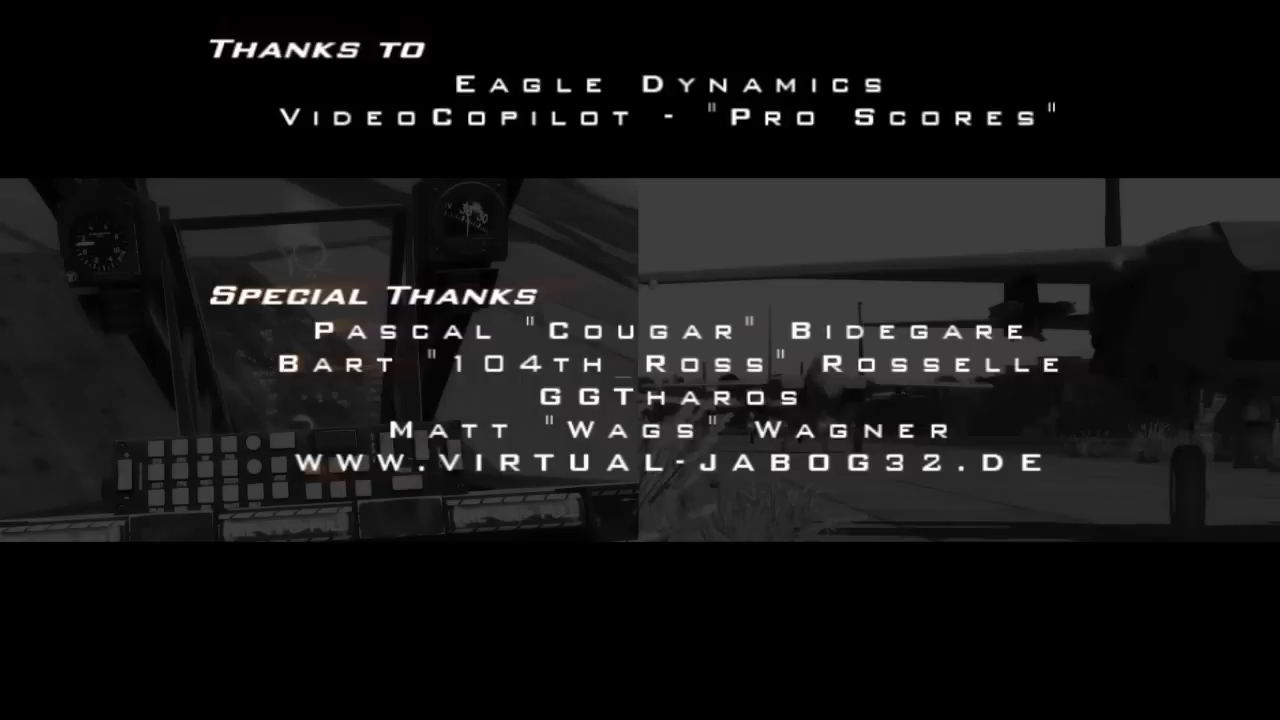 Thanks to
Eagle Dynamics
VideoCopilot - "Pro Scores"
Special Thanks
Pascal "Cougar" Bidegare
Bart "104th_Ross" Rosselle
GGTharos
Matt "Wags" Wagner
www.virtual-jabog32.de